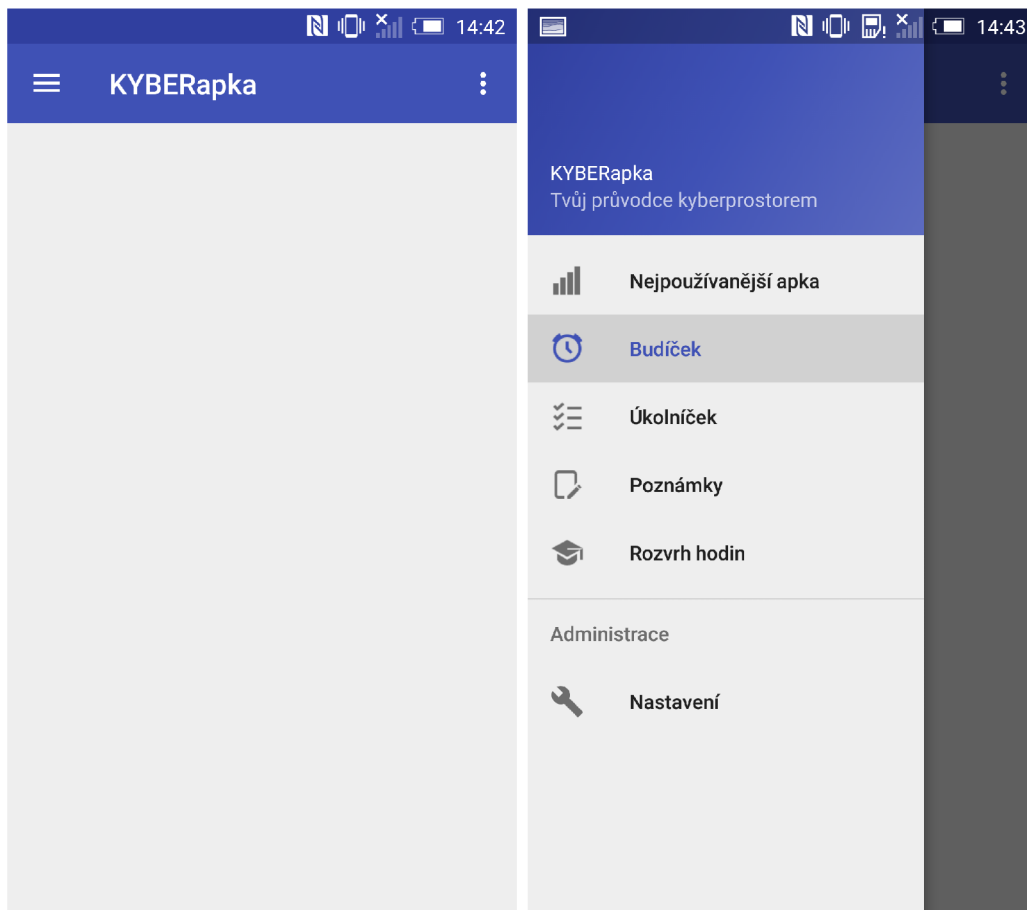 14:42
KYBERapka
14:43
KYBERapka
Tvůj průvodce kyberprostorem
Nejpoužívanější apka
Budíček
Úkolníček
Poznámky
Rozvrh hodin
Administrace
Nastavení